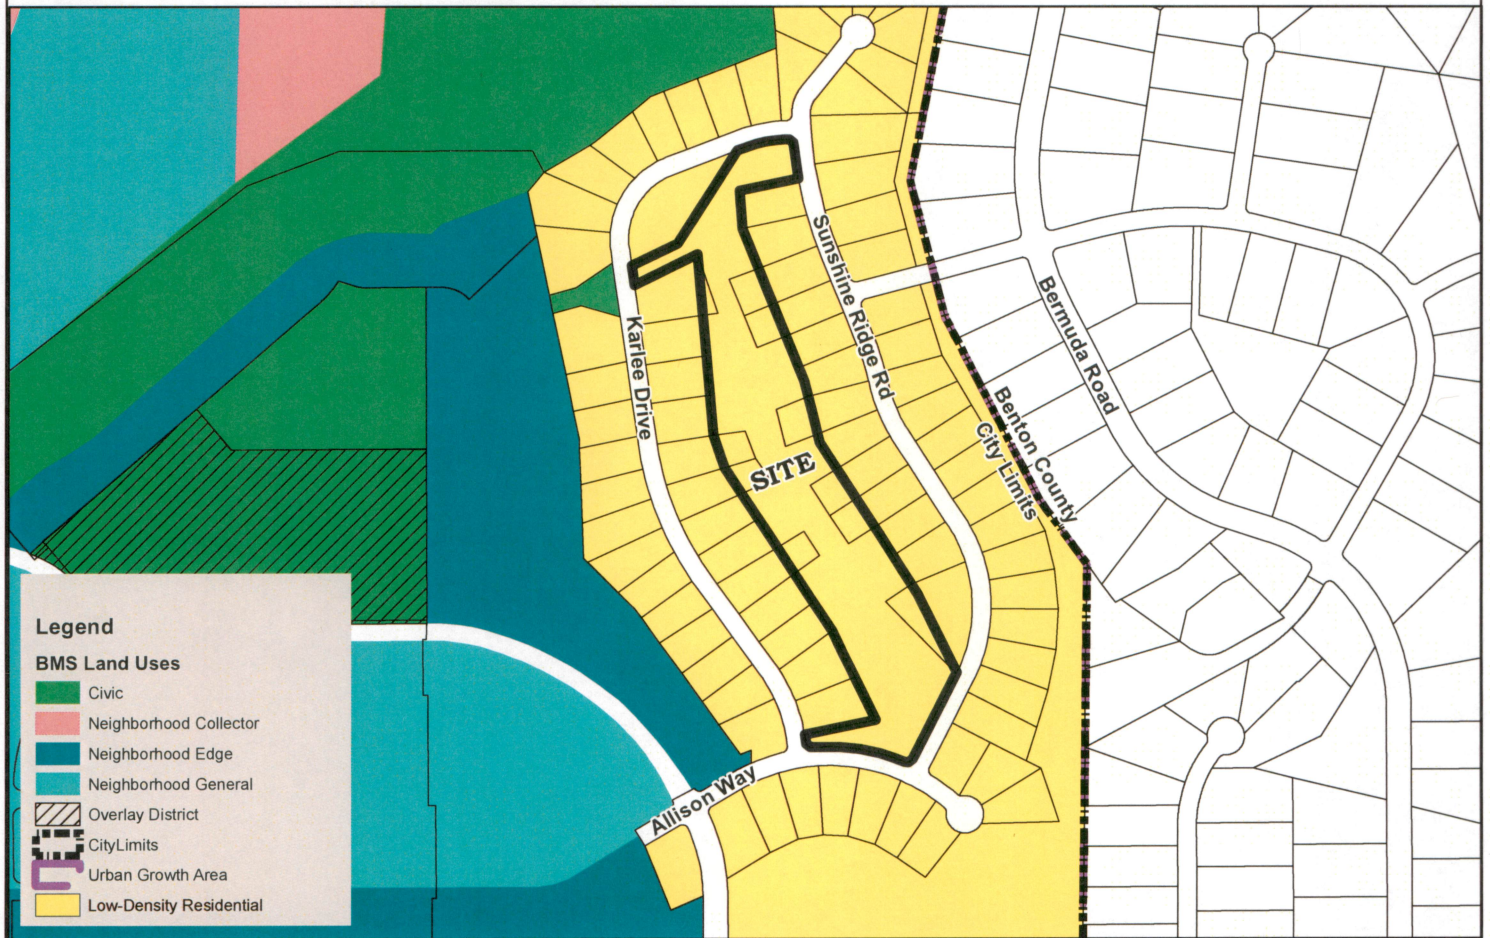 Sunshine Ridge Rd
Karlee Drive
Bermuda Road
Benton County
City Limits
SITE
Allison Way
Legend
BMS Land Uses
Civic
Neighborhood Collector
Neighborhood Edge
Neighborhood General
Overlay District
CityLimits
Urban Growth Area
Low-Density Residential